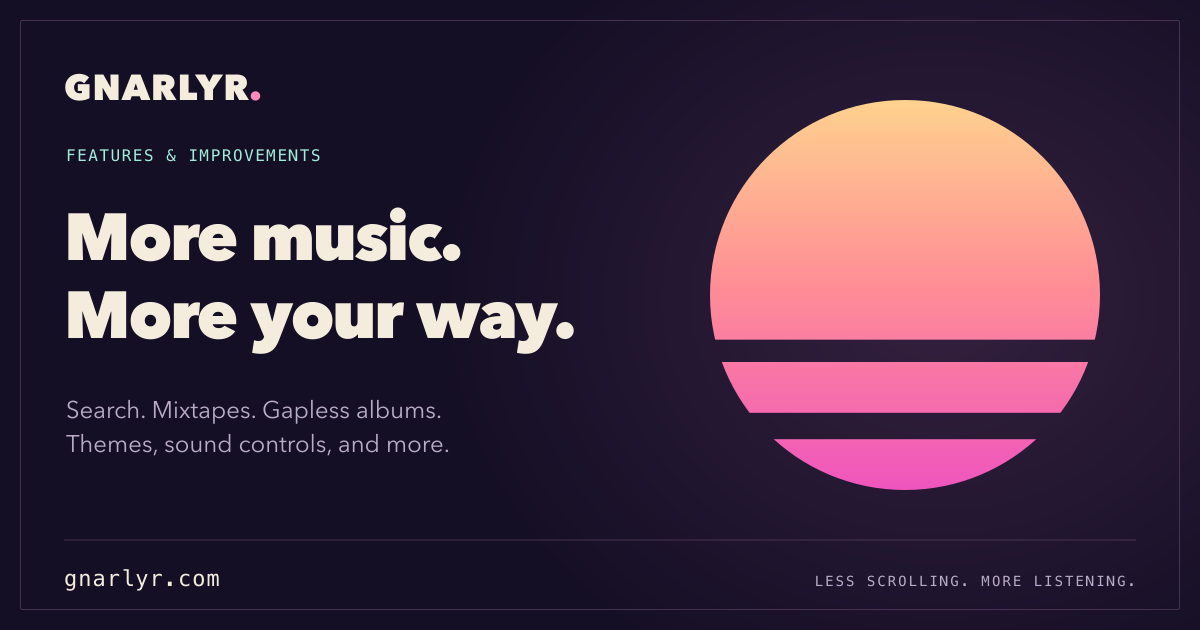 GNARLYR.
FEATURES & IMPROVEMENTS
More music.
More your way.
Search. Mixtapes. Gapless albums.
Themes, sound controls, and more.
gnarlyr.com
LESS SCROLLING. MORE LISTENING.